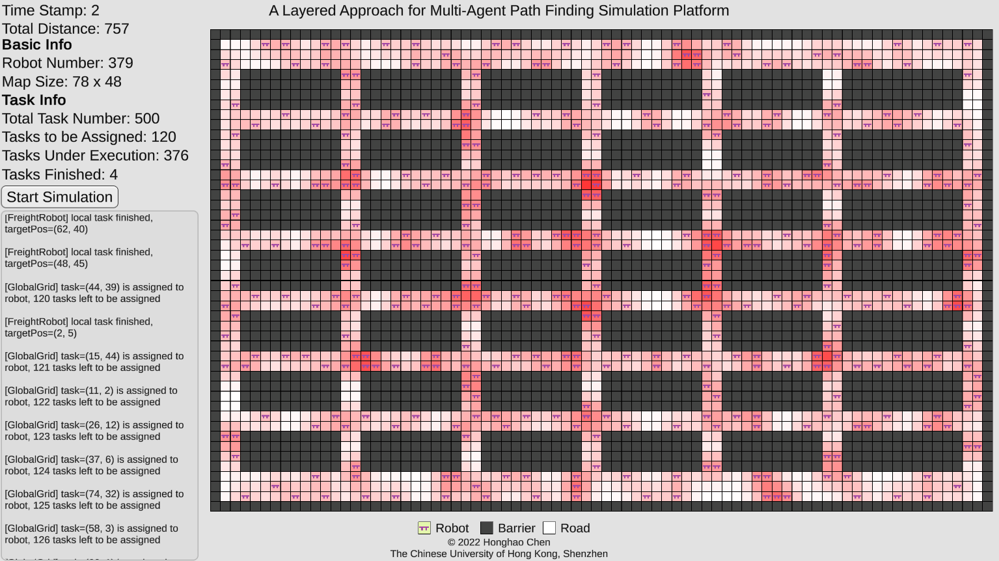 Time Stamp: 2
A Layered Approach for Multi-Agent Path Finding Simulation Platform
Total Distance: 757
Basic Info
Robot Number: 379
Map Size: 78 x 48
Task Info
Total Task Number: 500
Tasks to be Assigned: 120
Tasks Under Execution: 376
Tasks Finished: 4
Start Simulation
[FreightRobot] local task finished,
targetPos=(62, 40)
[FreightRobot] local task finished,
targetPos=(48, 45)
[GlobalGrid] task=(44, 39) is assigned to
robot, 120 tasks left to be assigned
[FreightRobot] local task finished,
targetPos=(2, 5)
[GlobalGrid] task=(15, 44) is assigned to
robot, 121 tasks left to be assigned
[GlobalGrid] task=(11, 2) is assigned to
robot, 122 tasks left to be assigned
[GlobalGrid] task=(26, 12) is assigned to
robot, 123 tasks left to be assigned
[GlobalGrid] task=(37, 6) is assigned to
robot, 124 tasks left to be assigned
[GlobalGrid] task=(74, 32) is assigned to
robot, 125 tasks left to be assigned
[GlobalGrid] task=(58, 3) is assigned to
robot, 126 tasks left to be assigned
Robot Barrier Road
© 2022 Honghao Chen
The Chinese University of Hong Kong, Shenzhen